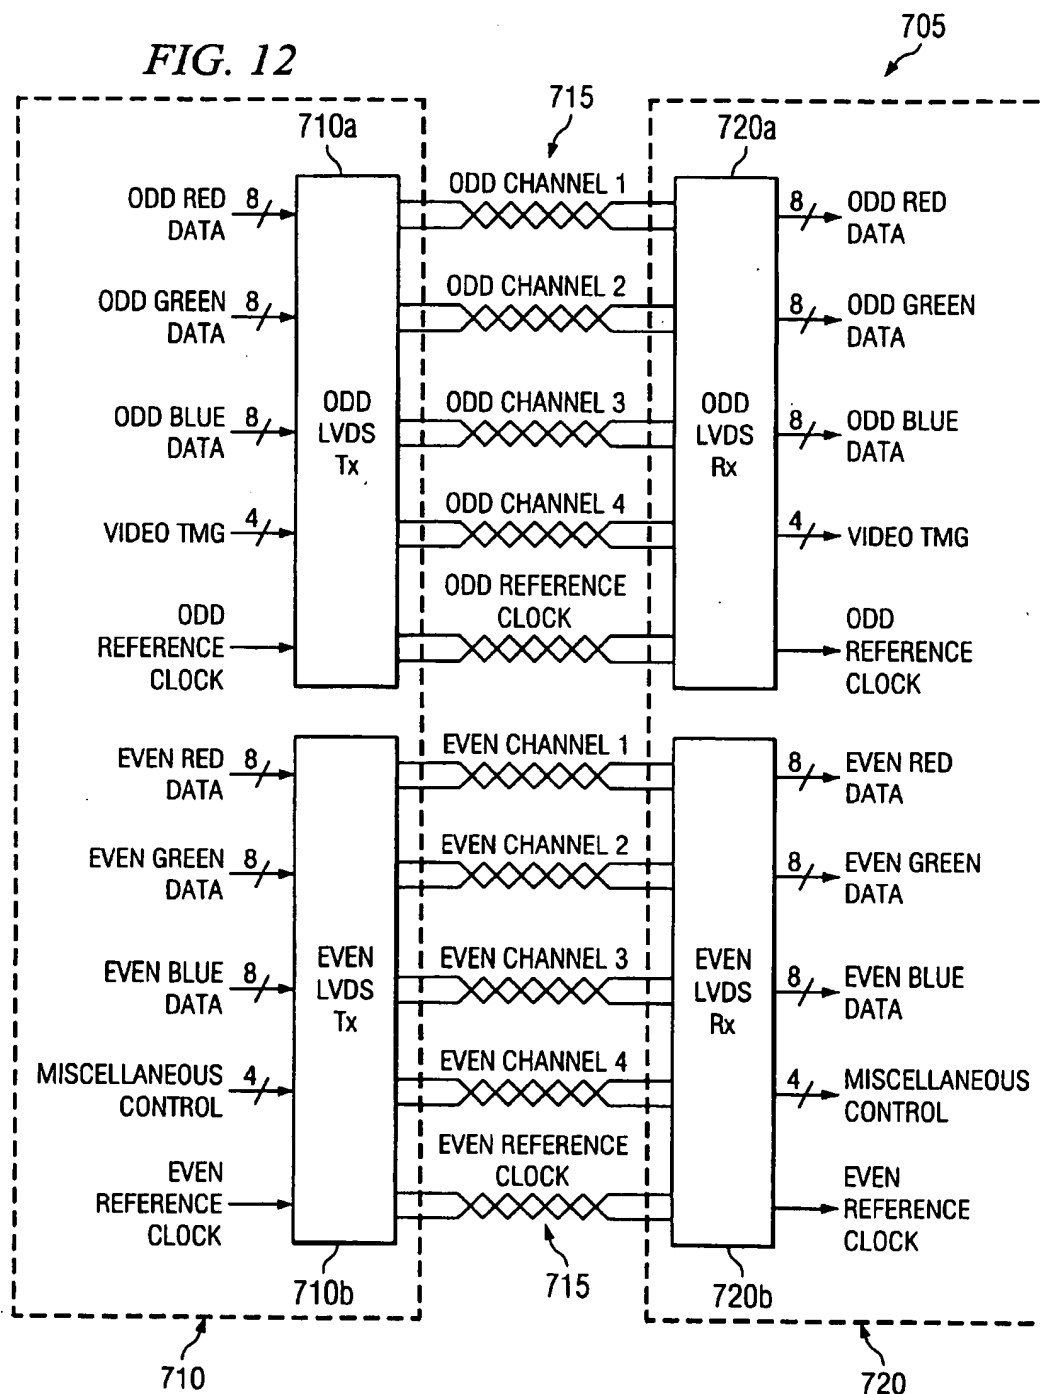 705
FIG. 12
715
710a
720a
ODD RED
DATA
8
ODD CHANNEL 1
8
ODD RED
DATA
ODD GREEN
DATA
8
ODD CHANNEL 2
8
ODD GREEN
DATA
ODD BLUE
DATA
8
ODD
LVDS
Tx
ODD CHANNEL 3
ODD
LVDS
Rx
8
ODD BLUE
DATA
VIDEO TMG
4
ODD CHANNEL 4
4
VIDEO TMG
ODD
REFERENCE
CLOCK
ODD REFERENCE
CLOCK
ODD
REFERENCE
CLOCK
EVEN RED
DATA
8
EVEN CHANNEL 1
8
EVEN RED
DATA
EVEN GREEN
DATA
8
EVEN CHANNEL 2
8
EVEN GREEN
DATA
EVEN BLUE
DATA
8
EVEN
LVDS
Tx
EVEN CHANNEL 3
EVEN
LVDS
Rx
8
EVEN BLUE
DATA
MISCELLANEOUS
CONTROL
4
EVEN CHANNEL 4
4
MISCELLANEOUS
CONTROL
EVEN
REFERENCE
CLOCK
EVEN REFERENCE
CLOCK
EVEN
REFERENCE
CLOCK
710b
715
720b
710
720